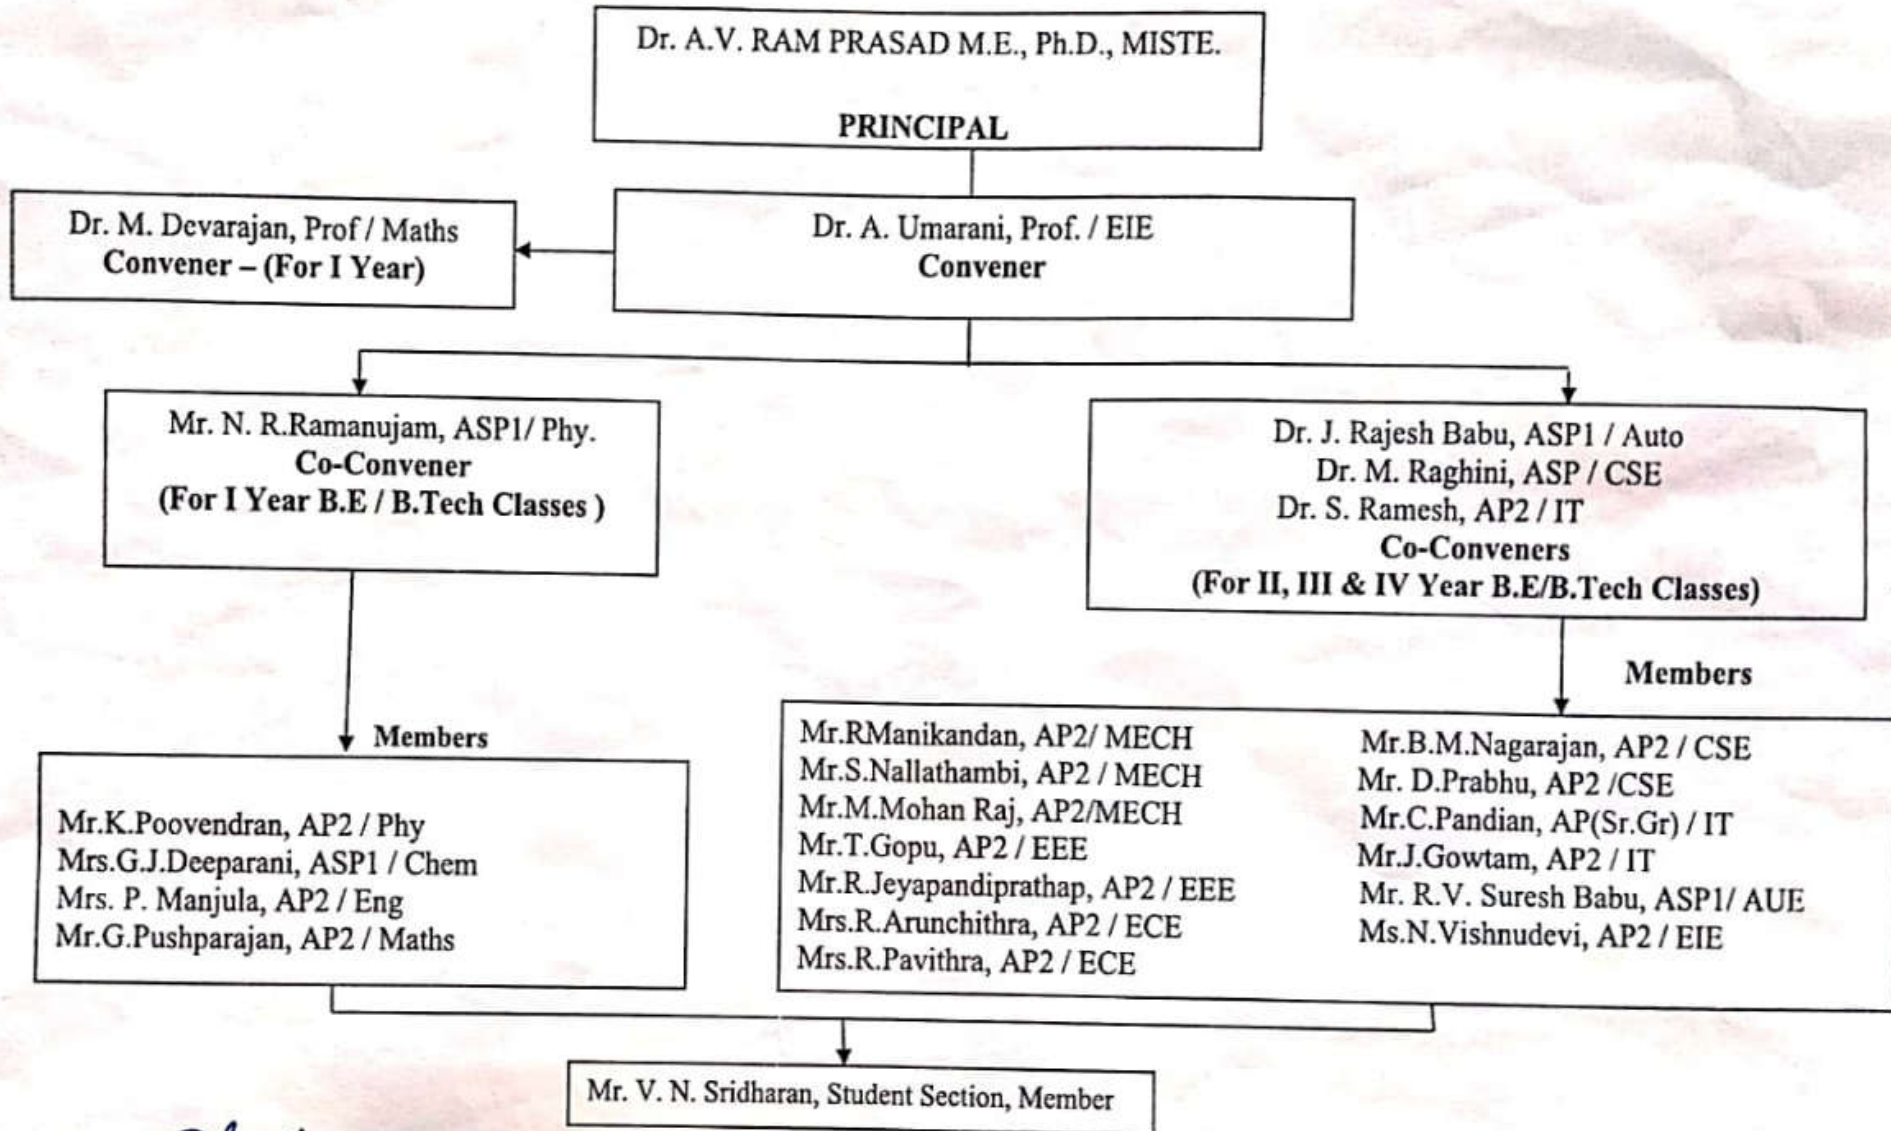 Dr. A.V. RAM PRASAD M.E., Ph.D., MISTE.
PRINCIPAL
Dr. M. Devarajan, Prof / Maths
Convener – (For I Year)
Dr. A. Umarani, Prof. / EIE
Convener
Mr. N. R.Ramanujam, ASP1/ Phy.
Co-Convener
(For I Year B.E / B.Tech Classes )
Dr. J. Rajesh Babu, ASP1 / Auto
Dr. M. Raghini, ASP / CSE
Dr. S. Ramesh, AP2 / IT
Co-Conveners
(For II, III & IV Year B.E/B.Tech Classes)
Members
Mr.K.Poovendran, AP2 / Phy
Mrs.G.J.Deeparani, ASP1 / Chem
Mrs. P. Manjula, AP2 / Eng
Mr.G.Pushparajan, AP2 / Maths
Members
Mr.RManikandan, AP2/ MECH
Mr.S.Nallathambi, AP2 / MECH
Mr.M.Mohan Raj, AP2/MECH
Mr.T.Gopu, AP2 / EEE
Mr.R.Jeyapandiprathap, AP2 / EEE
Mrs.R.Arunchithra, AP2 / ECE
Mrs.R.Pavithra, AP2 / ECE
Mr.B.M.Nagarajan, AP2 / CSE
Mr. D.Prabhu, AP2 /CSE
Mr.C.Pandian, AP(Sr.Gr) / IT
Mr.J.Gowtam, AP2 / IT
Mr. R.V. Suresh Babu, ASP1/ AUE
Ms.N.Vishnudevi, AP2 / EIE
Mr. V. N. Sridharan, Student Section, Member